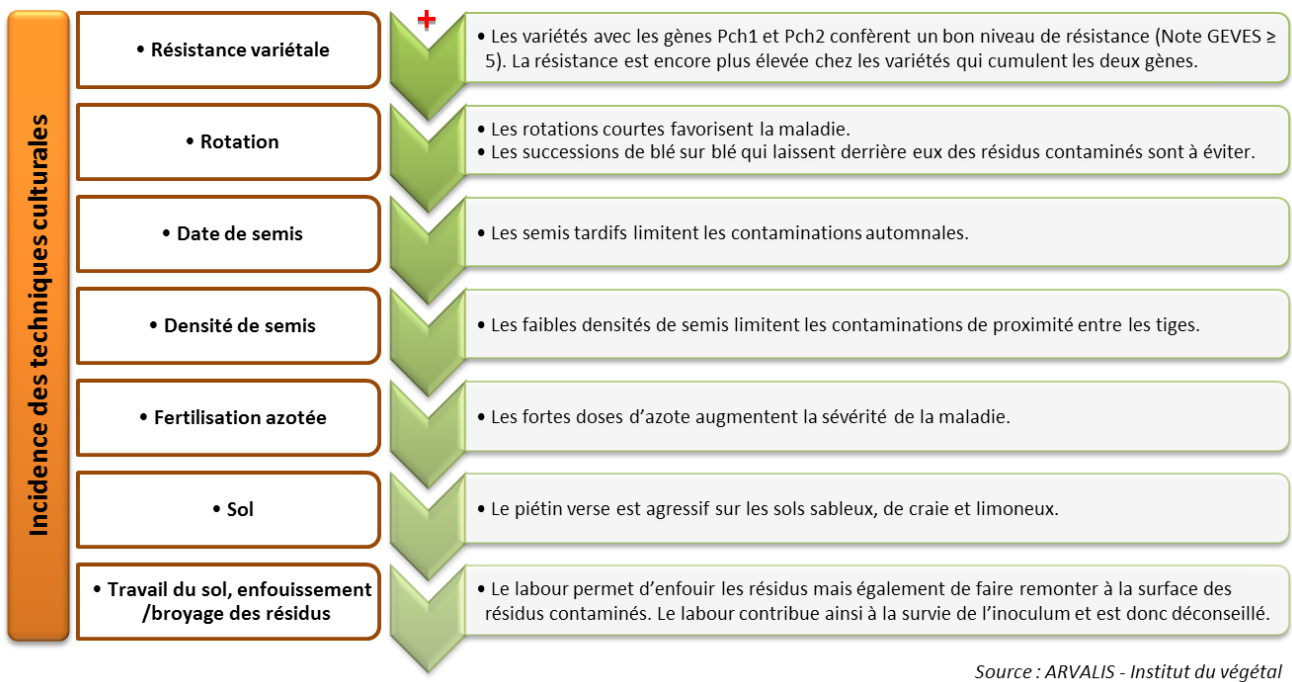 Incidence des techniques culturales
+
• Résistance variétale
• Les variétés avec les gènes Pch1 et Pch2 confèrent un bon niveau de résistance (Note GEVES ≥
5). La résistance est encore plus élevée chez les variétés qui cumulent les deux gènes.
• Rotation
• Les rotations courtes favorisent la maladie.
• Les successions de blé sur blé qui laissent derrière eux des résidus contaminés sont à éviter.
• Date de semis
• Les semis tardifs limitent les contaminations automnales.
• Densité de semis
• Les faibles densités de semis limitent les contaminations de proximité entre les tiges.
• Fertilisation azotée
• Les fortes doses d’azote augmentent la sévérité de la maladie.
• Sol
• Le piétin verse est agressif sur les sols sableux, de craie et limoneux.
• Travail du sol, enfouissement
/broyage des résidus
• Le labour permet d’enfouir les résidus mais également de faire remonter à la surface des
résidus contaminés. Le labour contribue ainsi à la survie de l’inoculum et est donc déconseillé.
Source : ARVALIS - Institut du végétal